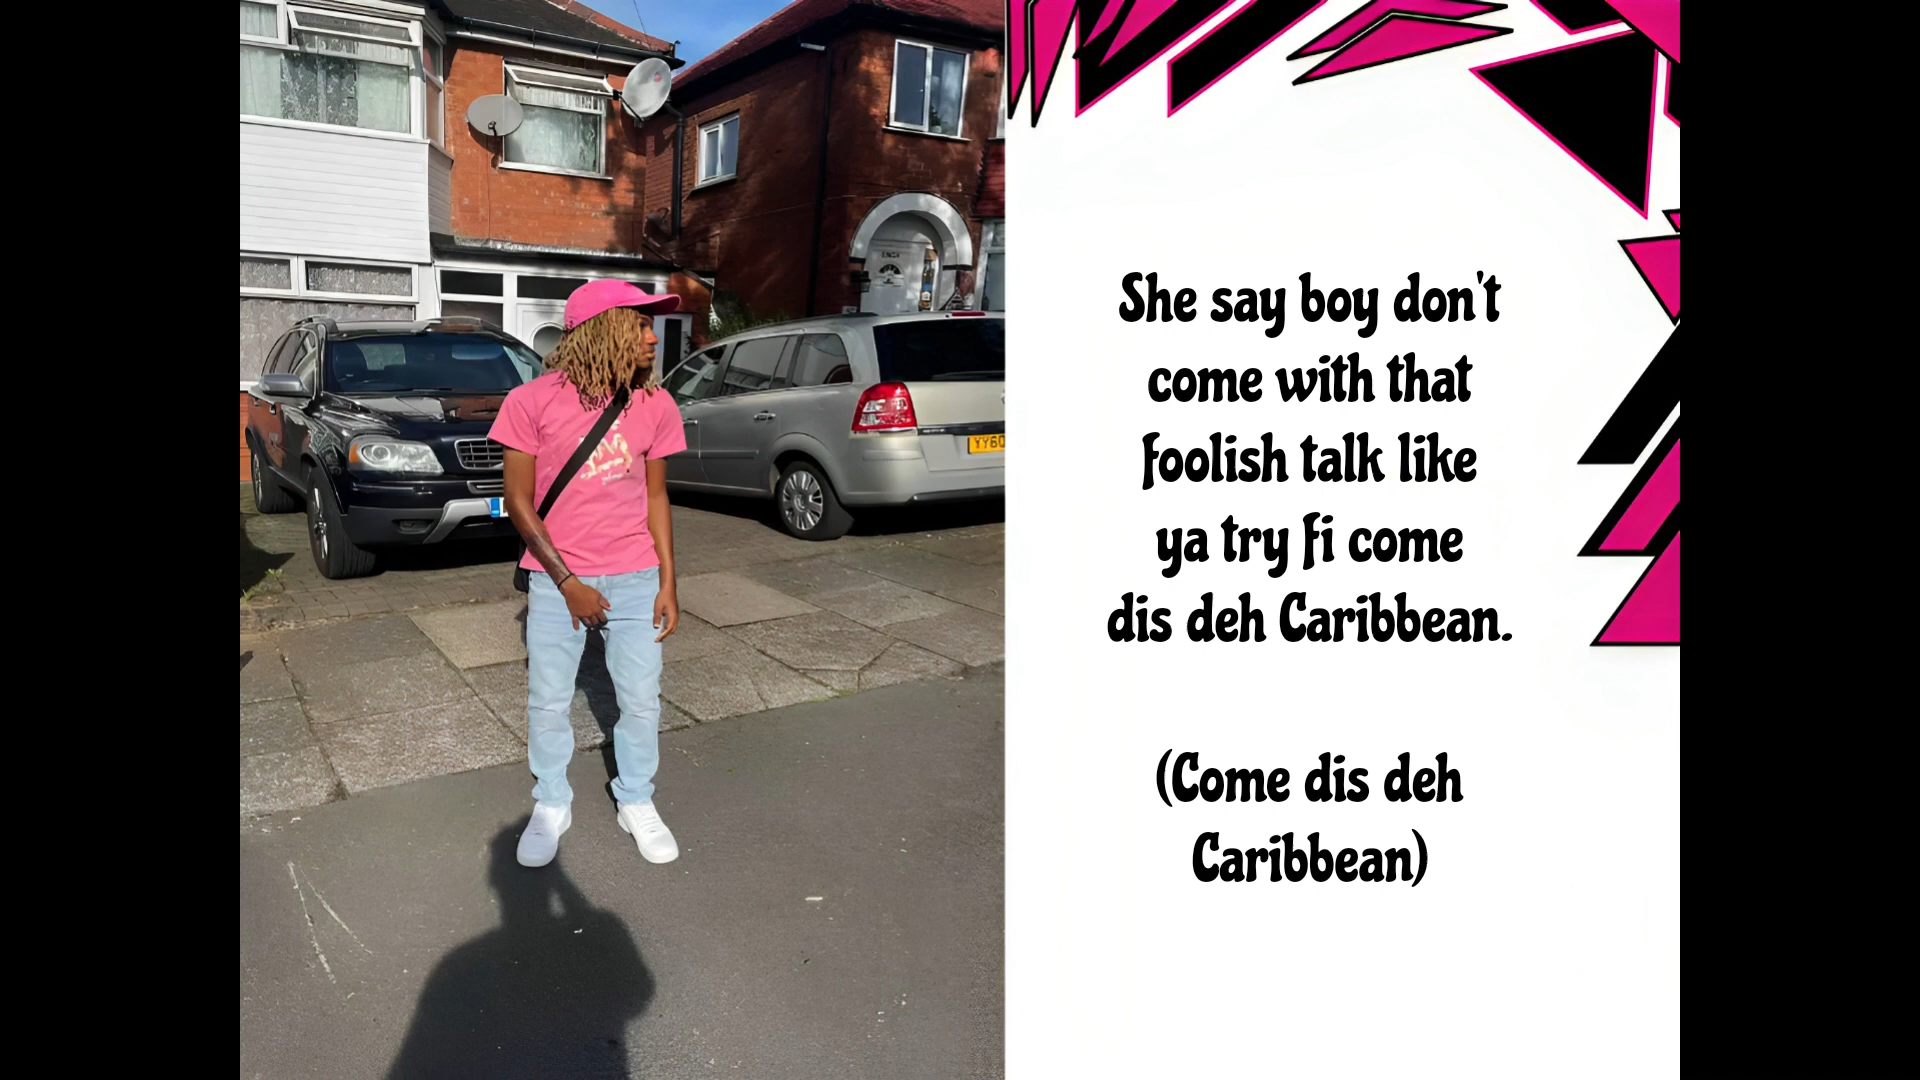 She say boy don't
come with that
foolish talk like
ya try fi come
dis deh Caribbean.
(Come dis deh
Caribbean)
YY60